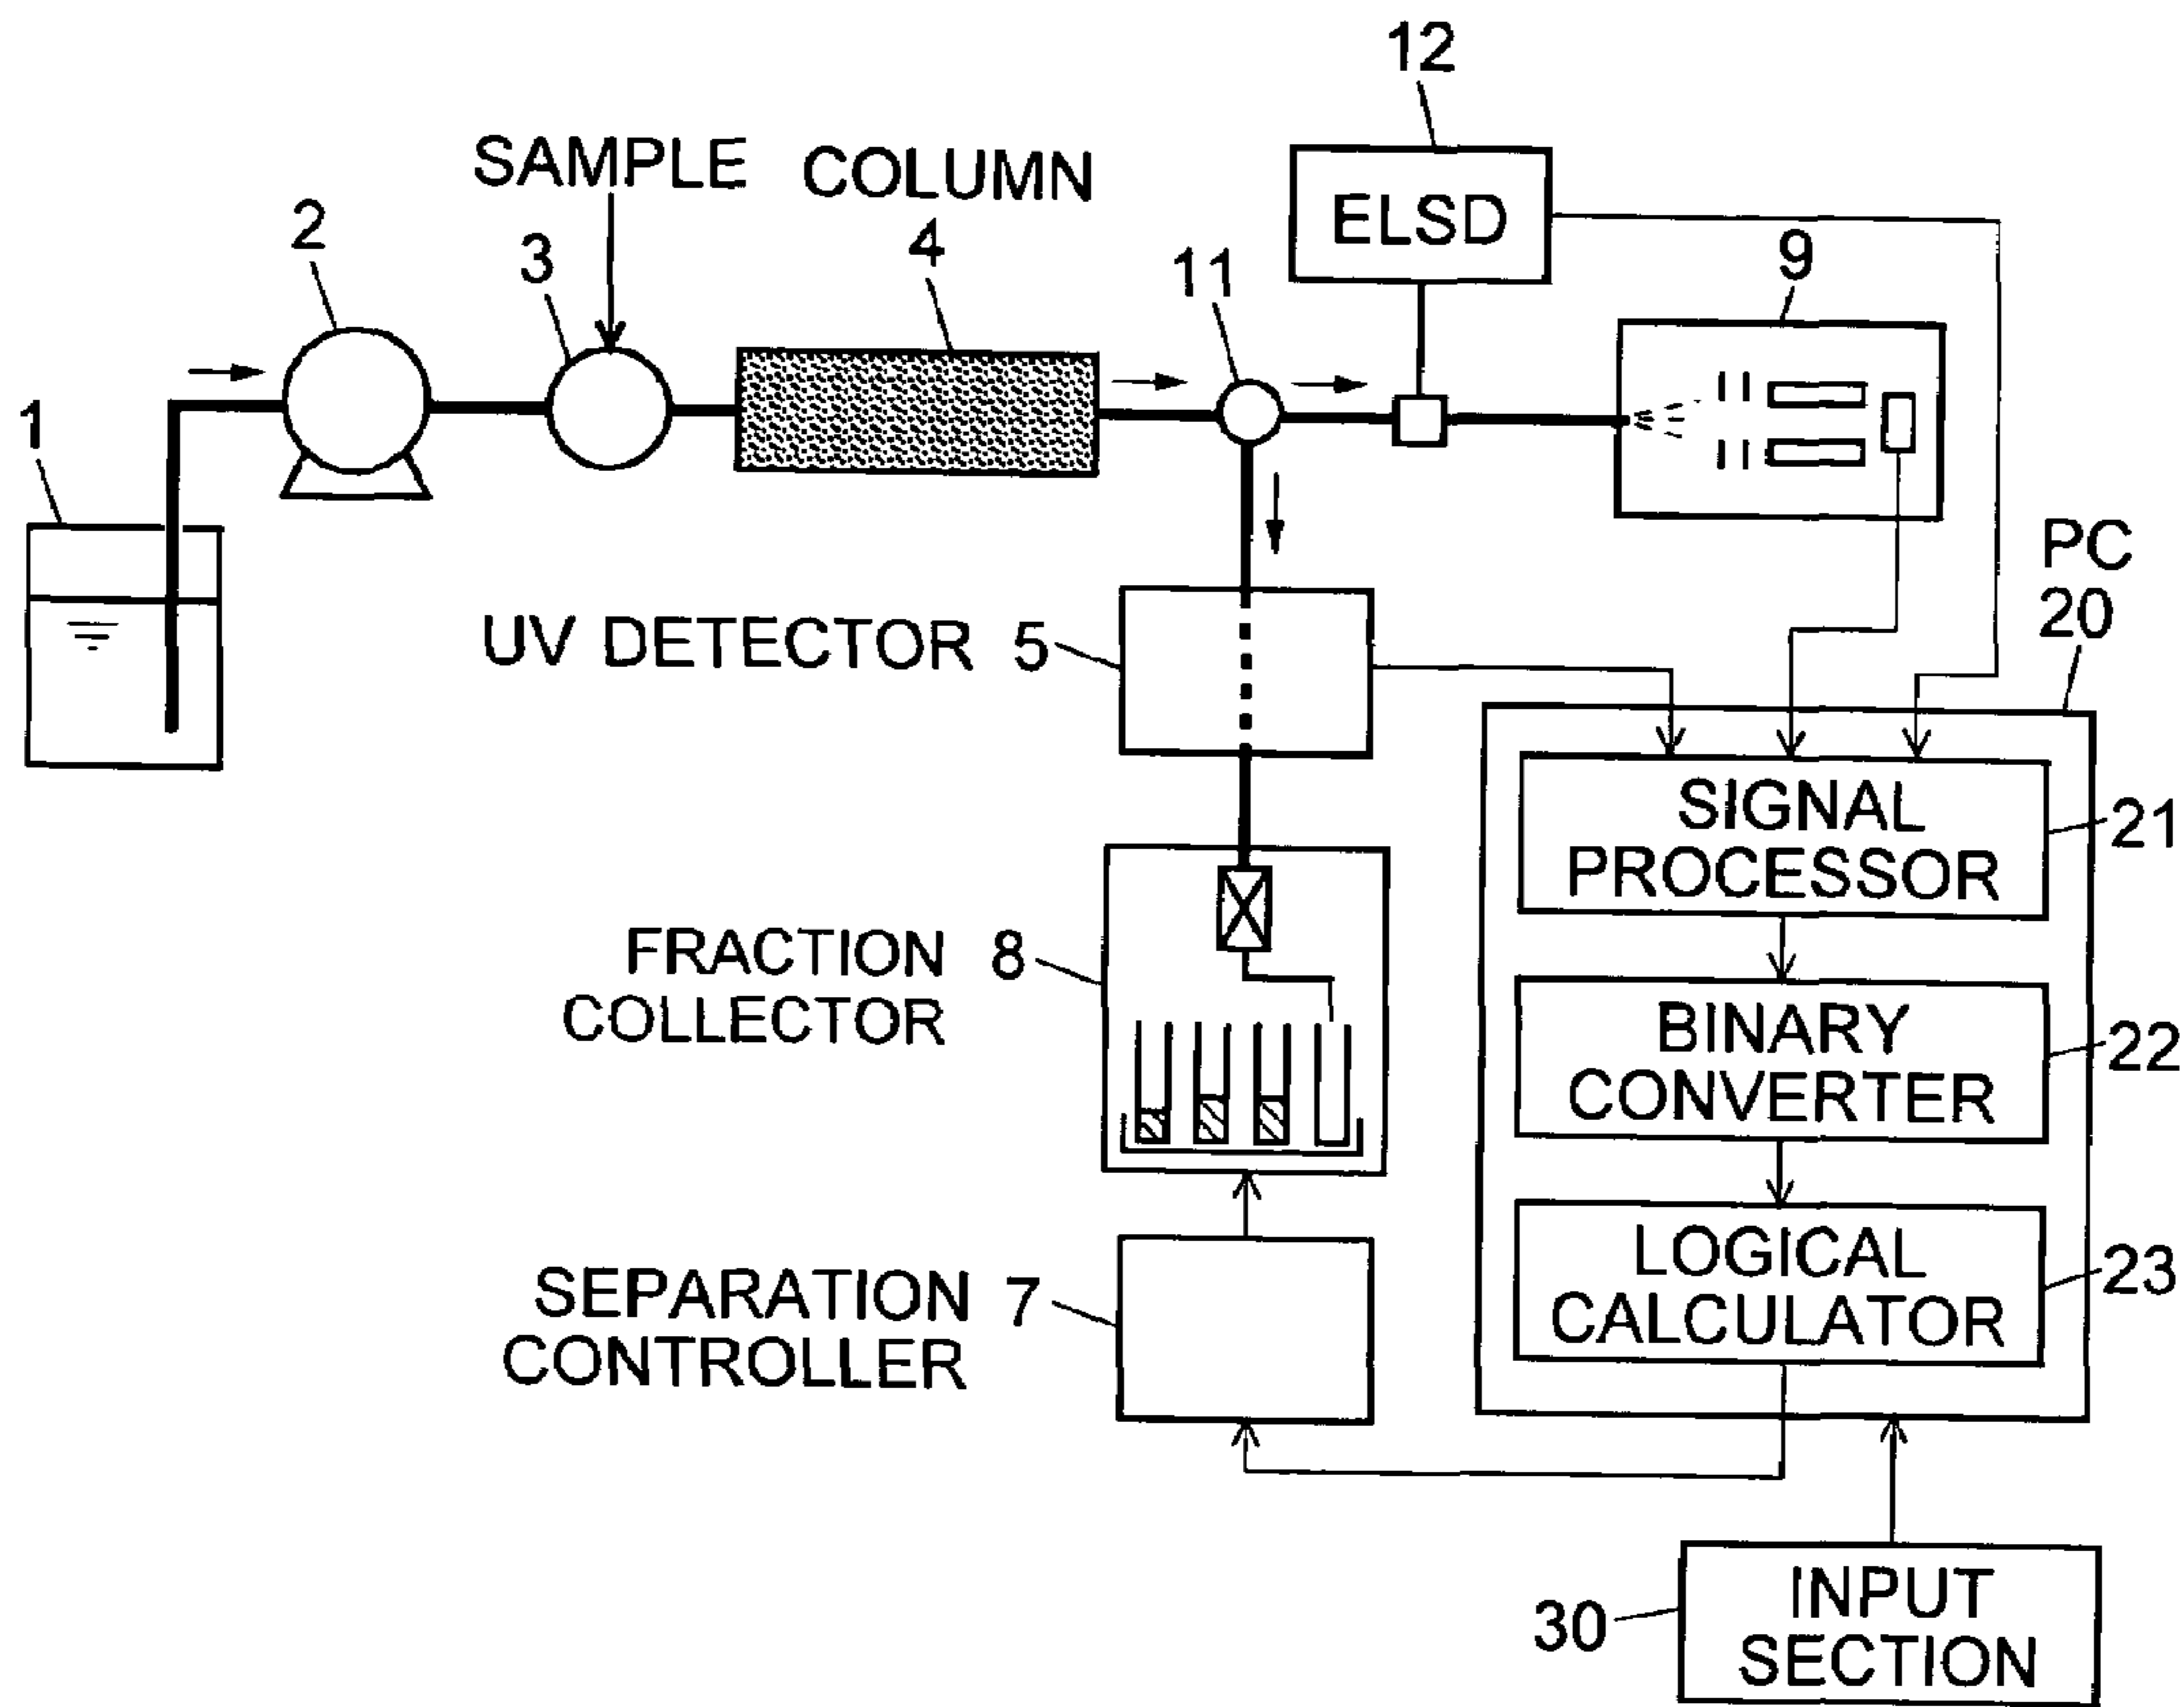 12
SAMPLE COLUMN
ELSD
2
3
4
11
9
1
PC
20
UV DETECTOR 5
SIGNAL
PROCESSOR
21
FRACTION
COLLECTOR
8
BINARY
CONVERTER
22
LOGICAL
CALCULATOR
23
SEPARATION
CONTROLLER
7
INPUT
SECTION
30